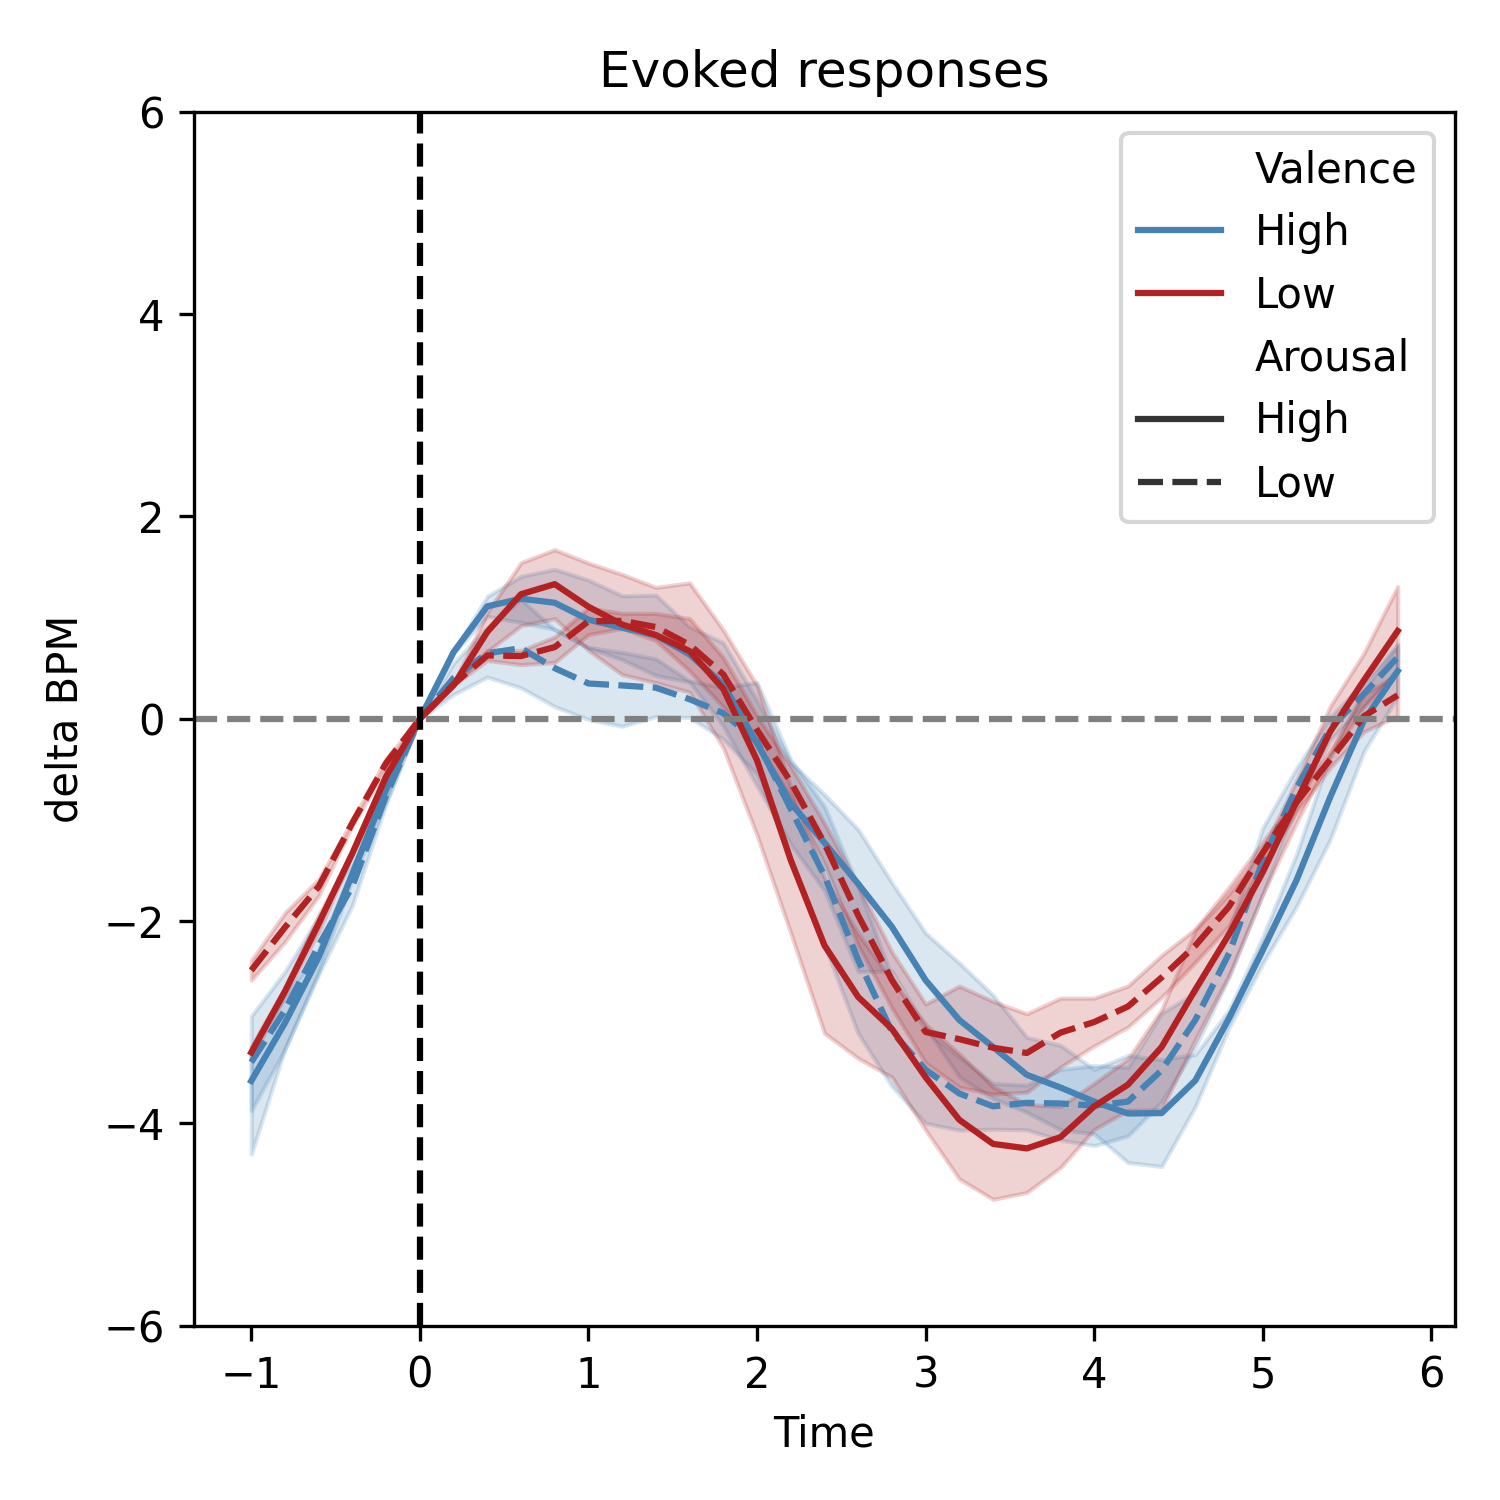 Evoked responses
6
4
2
0
−2
−4
−6
delta BPM
Valence
High
Low
Arousal
High
Low
−1 0 1 2 3 4 5 6
Time